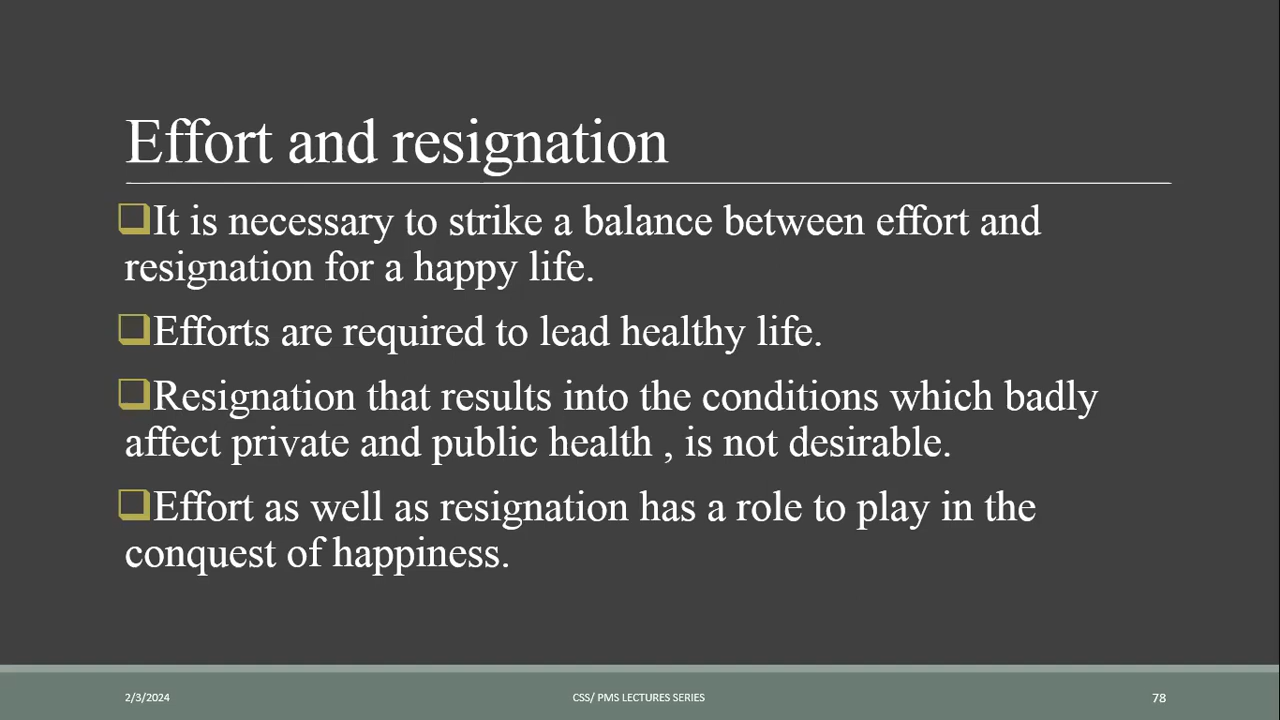 Effort and resignation
❑It is necessary to strike a balance between effort and
resignation for a happy life.
❑Efforts are required to lead healthy life.
❑Resignation that results into the conditions which badly
affect private and public health , is not desirable.
❑Effort as well as resignation has a role to play in the
conquest of happiness.
2/3/2024
CSS/ PMS LECTURES SERIES
78